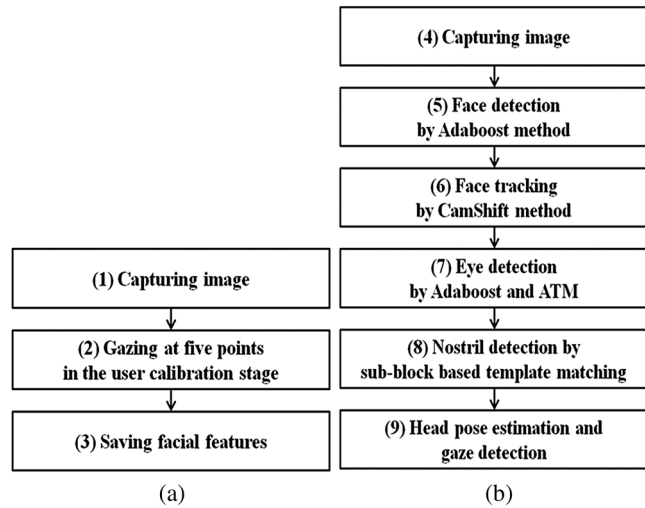 (1) Capturing image
(2) Gazing at five points
in the user calibration stage
(3) Saving facial features
(a)
(4) Capturing image
(5) Face detection
by Adaboost method
(6) Face tracking
by CamShift method
(7) Eye detection
by Adaboost and ATM
(8) Nostril detection by
sub-block based template matching
(9) Head pose estimation and
gaze detection
(b)